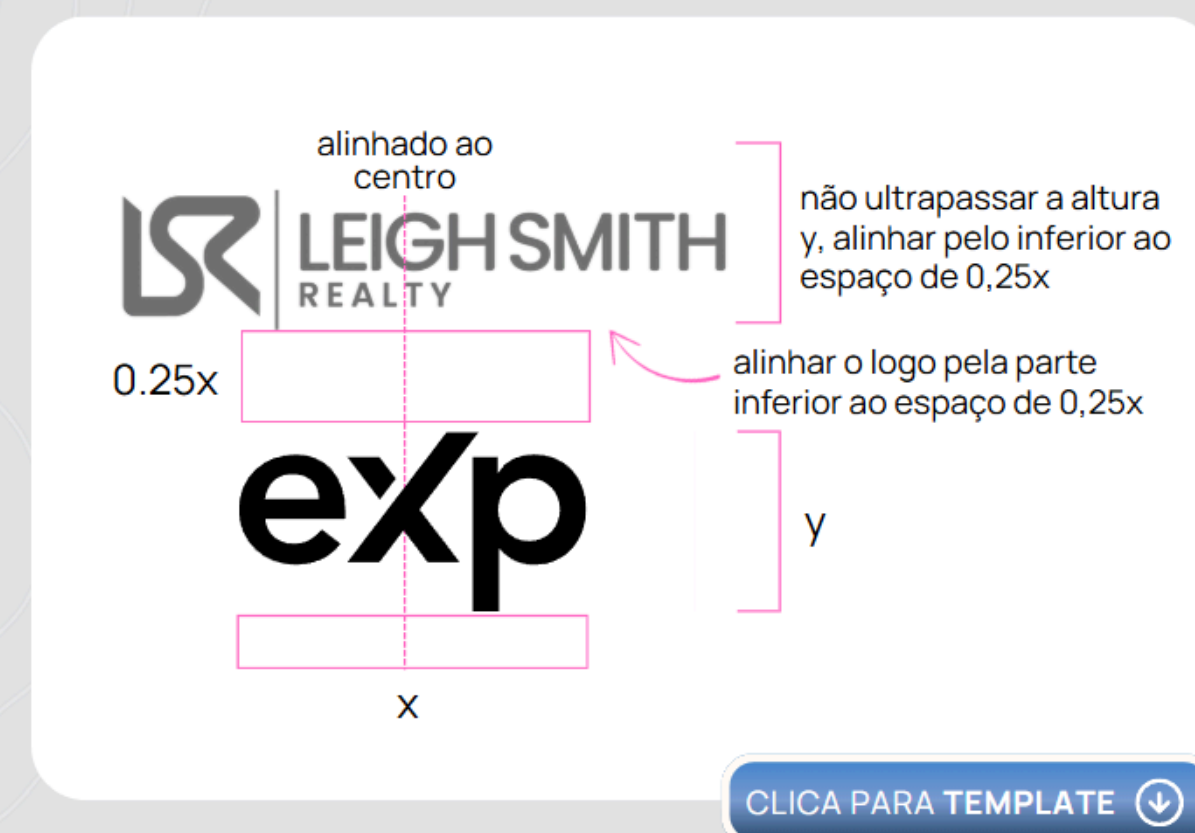 alinhado ao
centro
LEIGH SMITH
REALTY
não ultrapassar a altura
y, alinhar pelo inferior ao
espaço de 0,25x
0.25x
alinhar o logo pela parte
inferior ao espaço de 0,25x
exp
y
x
CLICA PARA TEMPLATE